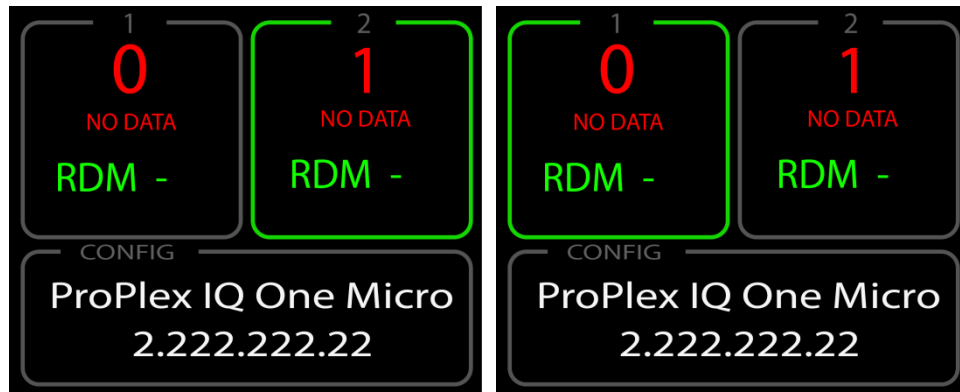 1
0
NO DATA
RDM -
2
1
NO DATA
RDM -
CONFIG
ProPlex IQ One Micro
2.222.222.22
1
0
NO DATA
RDM -
2
1
NO DATA
RDM -
CONFIG
ProPlex IQ One Micro
2.222.222.22